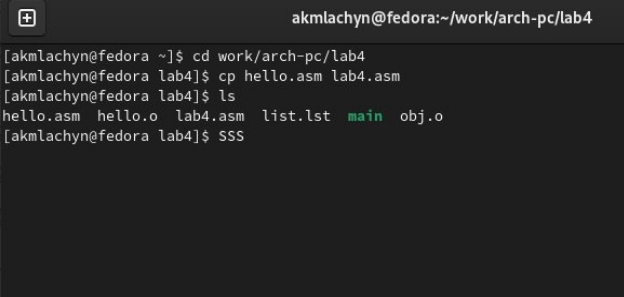 akmlachyn@fedora:~/work/arch-pc/lab4
[akmlachyn@fedora ~]$ cd work/arch-pc/lab4
[akmlachyn@fedora lab4]$ cp hello.asm lab4.asm
[akmlachyn@fedora lab4]$ ls
hello.asm  hello.o  lab4.asm  list.lst  main  obj.o
[akmlachyn@fedora lab4]$ SSS